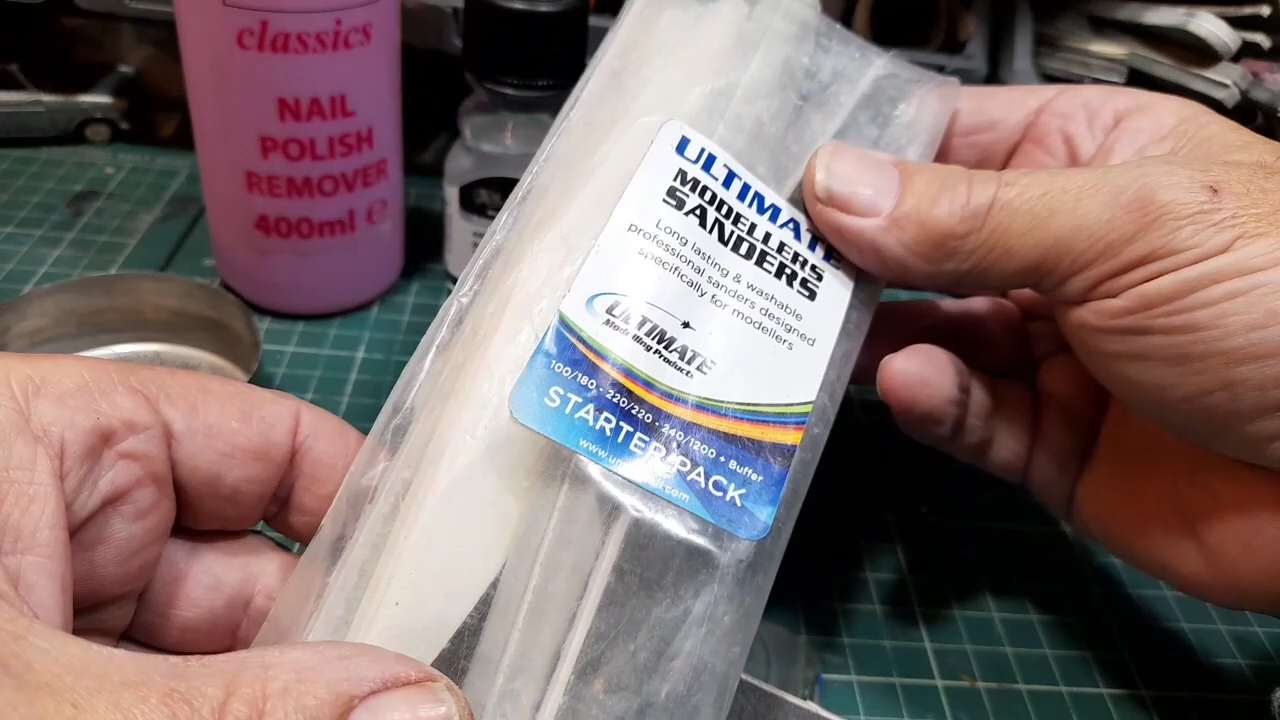 classics
NAIL
POLISH
REMOVER
400ml e
ULTIMATE
MODELLERS
SANDERS
Long lasting & washable
professional sanders designed
specifically for modellers
ULTIMATE
Modelling Products
100/180 - 220/220 - 240/1200 + Buffer
STARTER PACK